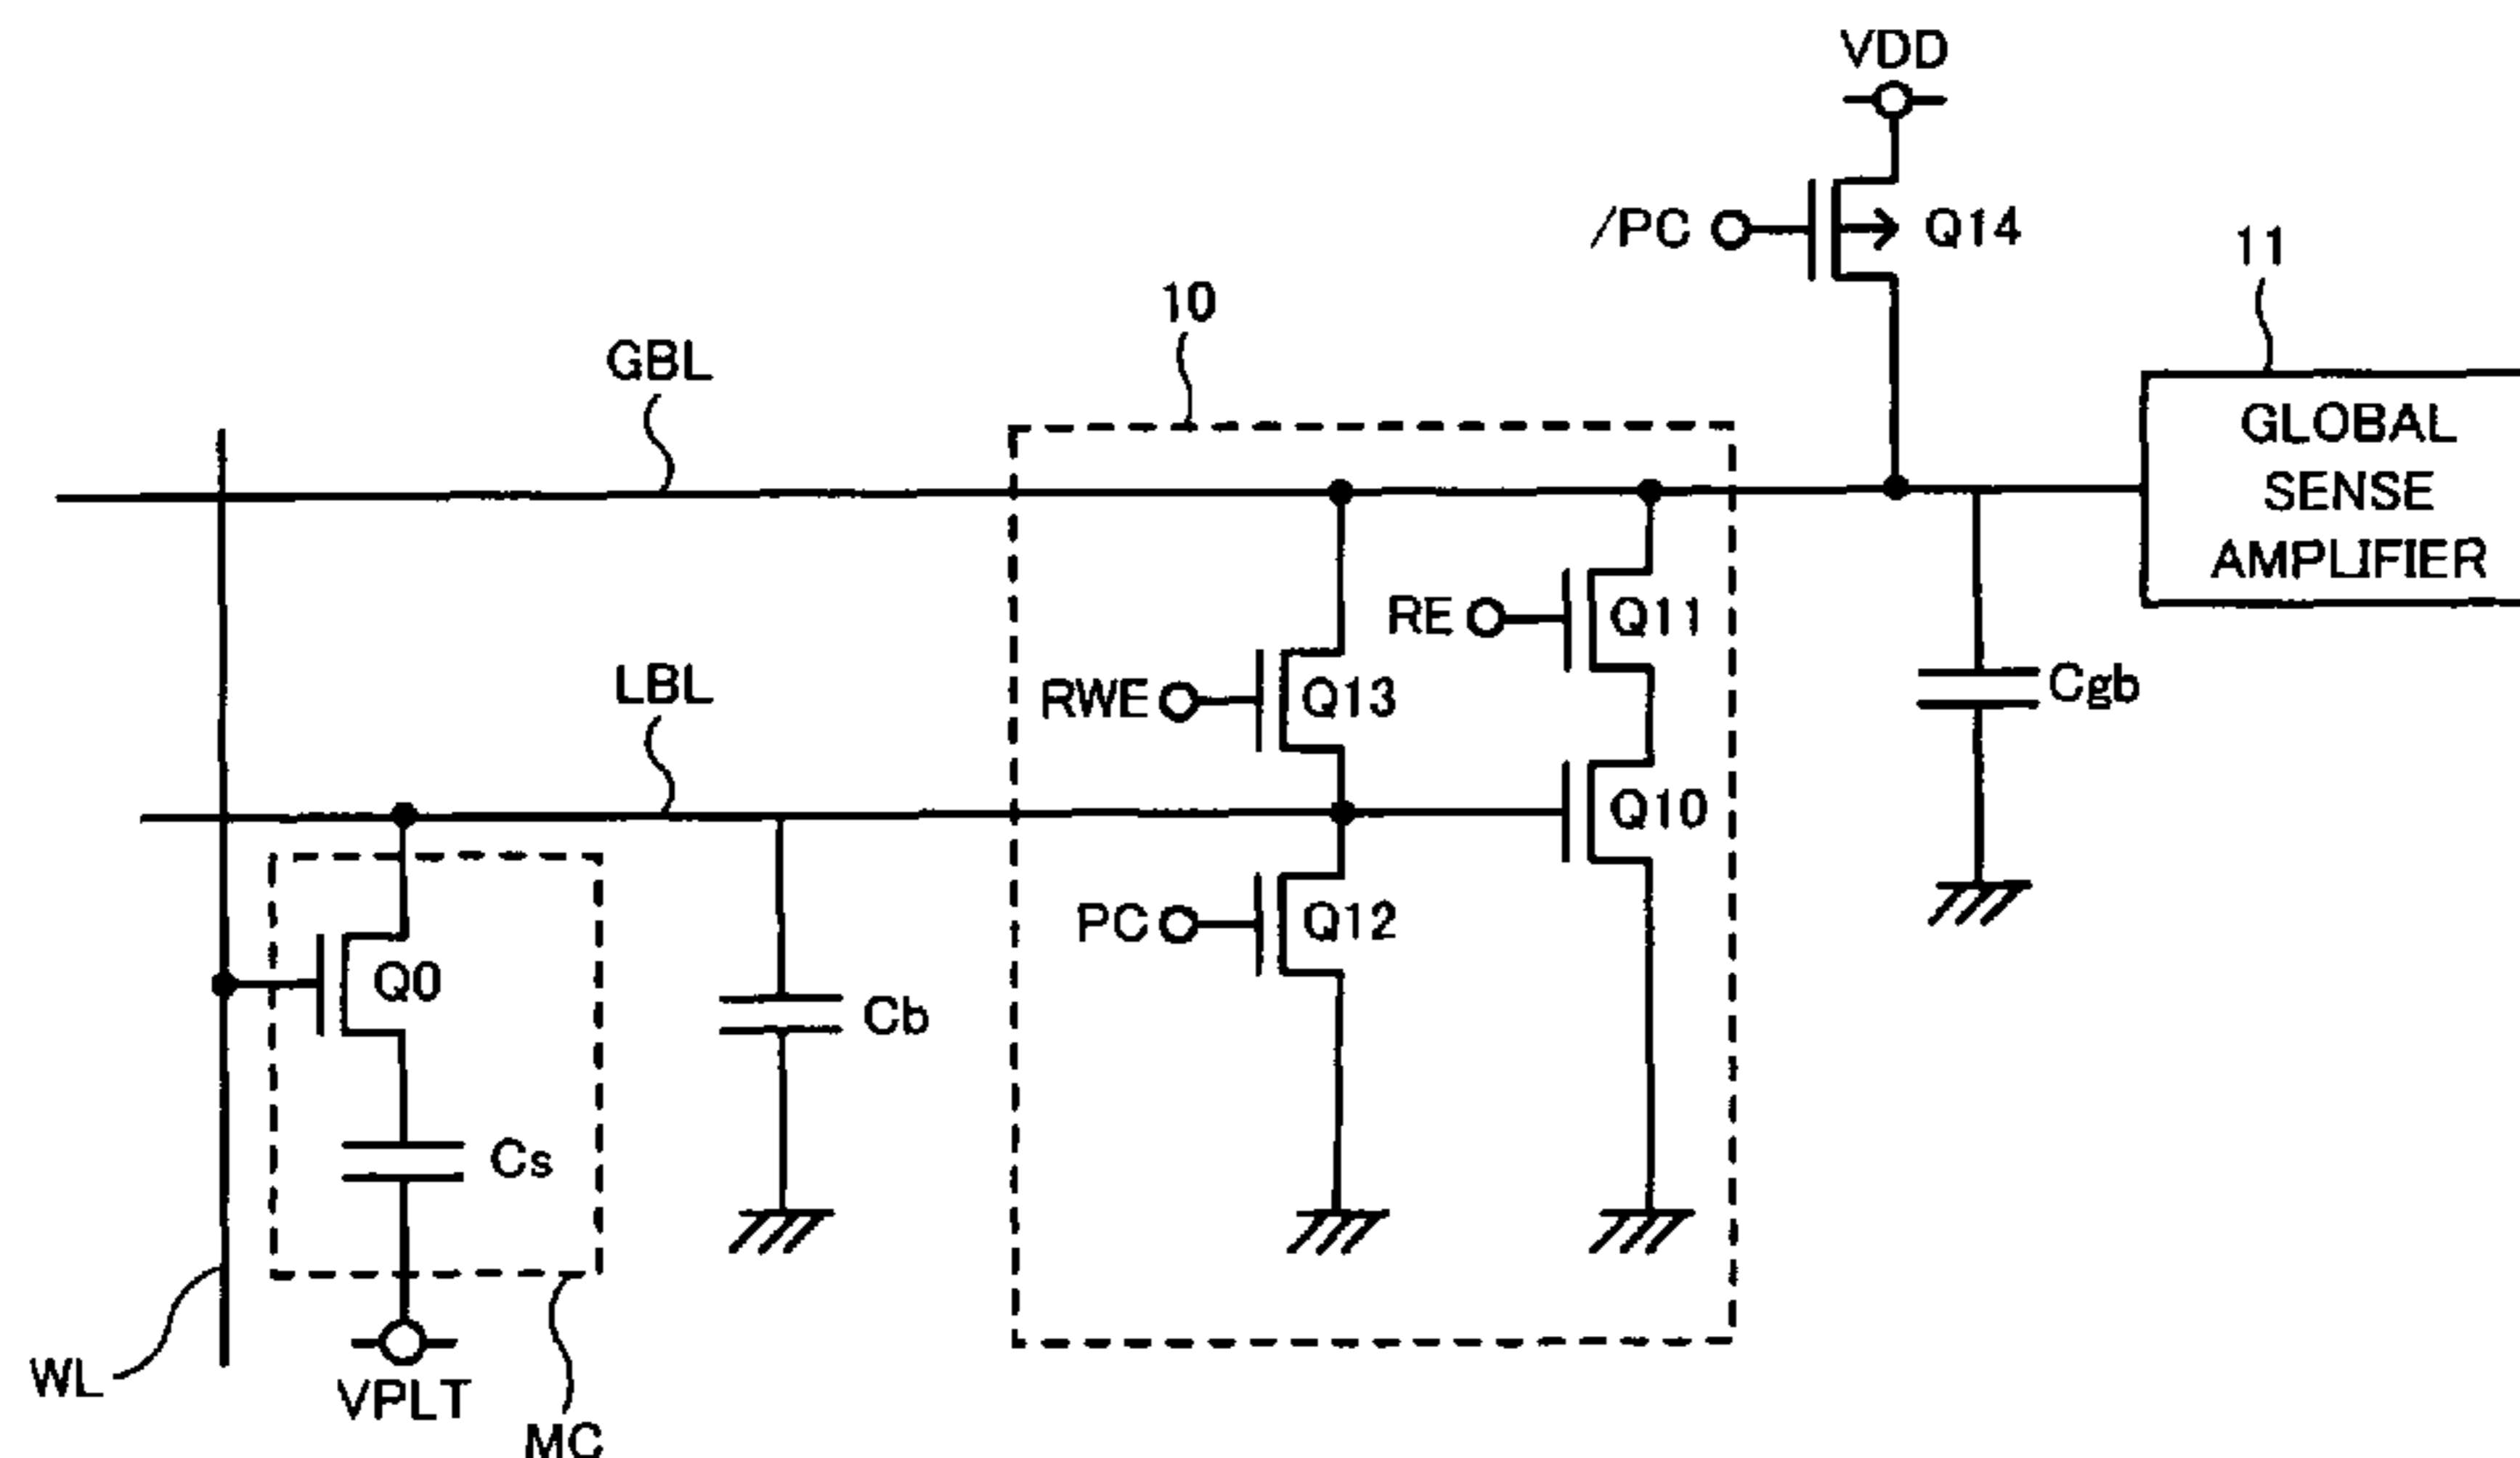 VDD
/PC
Q14
11
10
GBL
GLOBAL
SENSE
AMPLIFIER
RE
Q11
LBL
RWE
Q13
Cgb
Q10
PC
Q12
Q0
Cb
Cs
WL
VPLT
MC